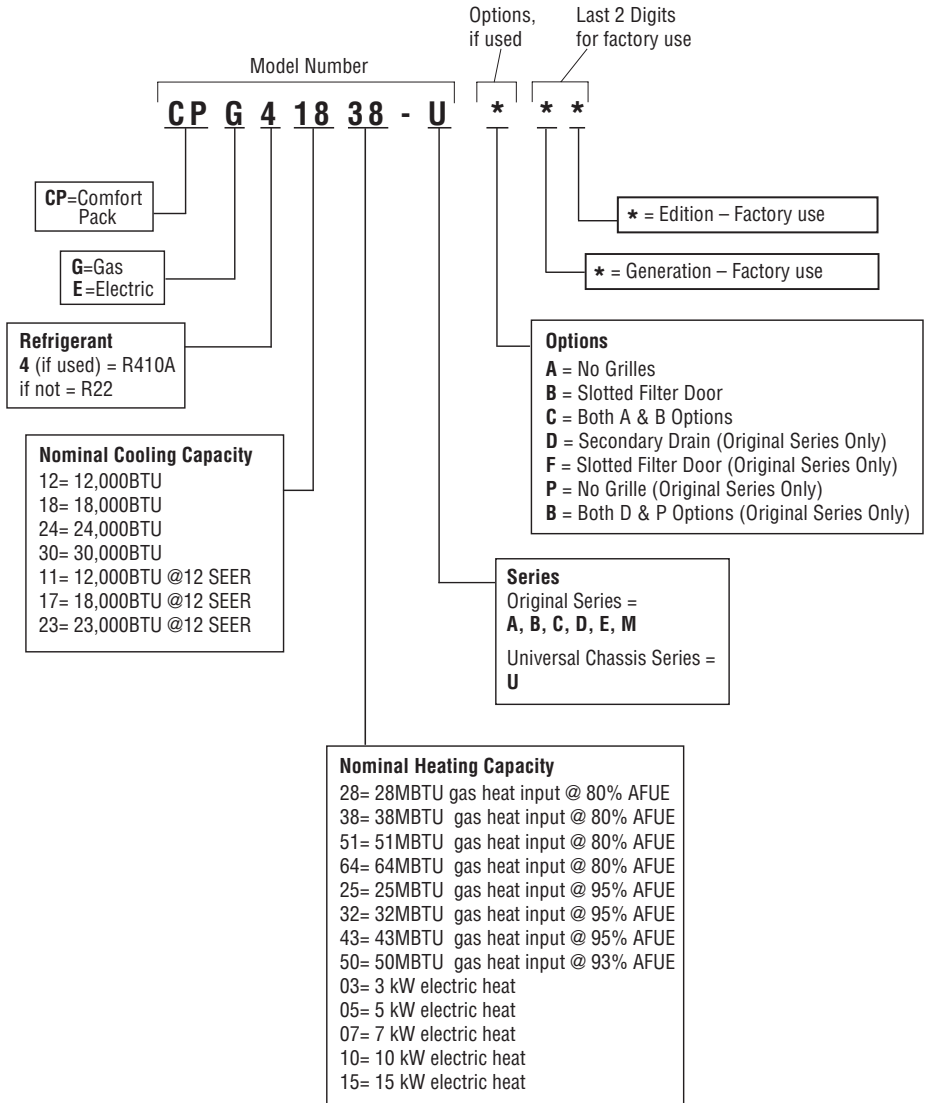 Options,
if used
Last 2 Digits
for factory use
Model Number
CP G 4 18 38 - U * * *
CP=Comfort
Pack
G=Gas
E=Electric
Refrigerant
4 (if used) = R410A
if not = R22
Nominal Cooling Capacity
12= 12,000BTU
18= 18,000BTU
24= 24,000BTU
30= 30,000BTU
11= 12,000BTU @12 SEER
17= 18,000BTU @12 SEER
23= 23,000BTU @12 SEER
* = Edition – Factory use
* = Generation – Factory use
Options
A = No Grilles
B = Slotted Filter Door
C = Both A & B Options
D = Secondary Drain (Original Series Only)
F = Slotted Filter Door (Original Series Only)
P = No Grille (Original Series Only)
B = Both D & P Options (Original Series Only)
Series
Original Series =
A, B, C, D, E, M
Universal Chassis Series =
U
Nominal Heating Capacity
28= 28MBTU gas heat input @ 80% AFUE
38= 38MBTU gas heat input @ 80% AFUE
51= 51MBTU gas heat input @ 80% AFUE
64= 64MBTU gas heat input @ 80% AFUE
25= 25MBTU gas heat input @ 95% AFUE
32= 32MBTU gas heat input @ 95% AFUE
43= 43MBTU gas heat input @ 95% AFUE
50= 50MBTU gas heat input @ 93% AFUE
03= 3 kW electric heat
05= 5 kW electric heat
07= 7 kW electric heat
10= 10 kW electric heat
15= 15 kW electric heat